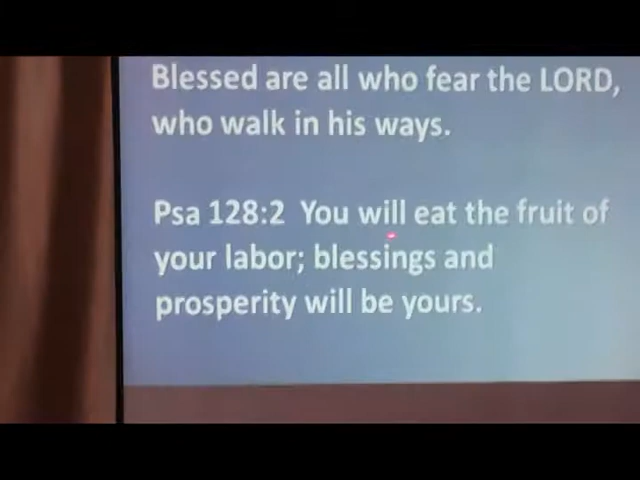 Blessed are all who fear the LORD,
who walk in his ways.
Psa 128:2 You will eat the fruit of
your labor; blessings and
prosperity will be yours.